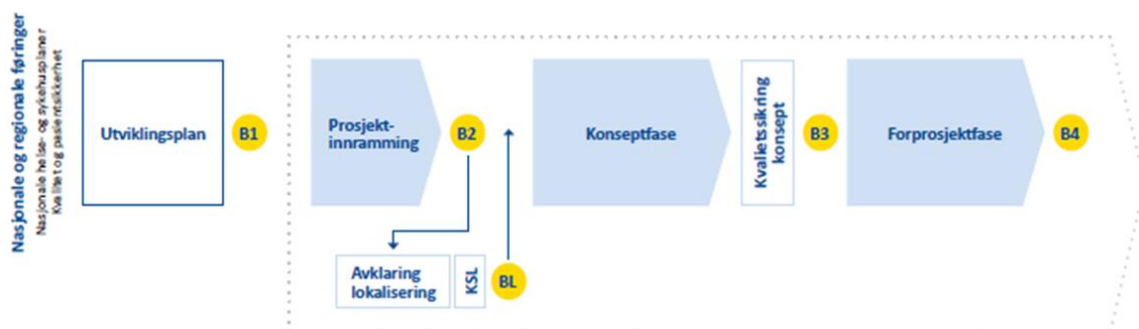 Nasjonale og regionale føringer
Nasjonale helse- og sykehusplaner
Kvalitet og pasientsikkerhet
Utviklingsplan
B1
Prosjekt-
innramming
B2
Avklaring
lokalisering
KSL
BL
Konseptfase
Kvalietssikring
konsept
B3
Forprosjektfase
B4